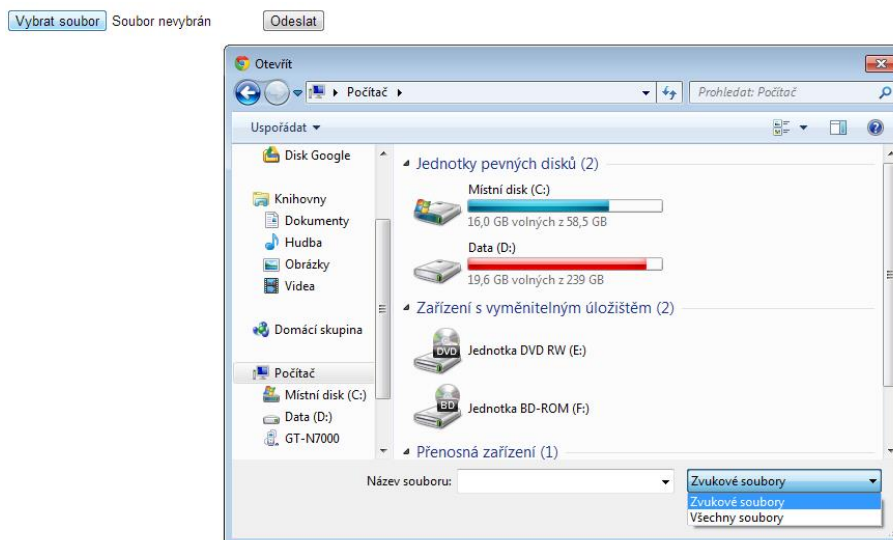 Vybrat soubor Soubor nevybrán Odeslat
Otevřít
Počítač Prohledat: Počítač
Uspořádat
Disk Google
Knihovny
Dokumenty
Hudba
Obrázky
Videa
Domácí skupina
Počítač
Místní disk (C:)
Data (D:)
GT-N7000
Jednotky pevných disků (2)
Místní disk (C:)
16,0 GB volných z 58,5 GB
Data (D:)
19,6 GB volných z 239 GB
Zařízení s vyměnitelným úložištěm (2)
DVD Jednotka DVD RW (E:)
BD Jednotka BD-ROM (F:)
Přenosná zařízení (1)
Název souboru: Zvukové soubory
Zvukové soubory
Všechny soubory